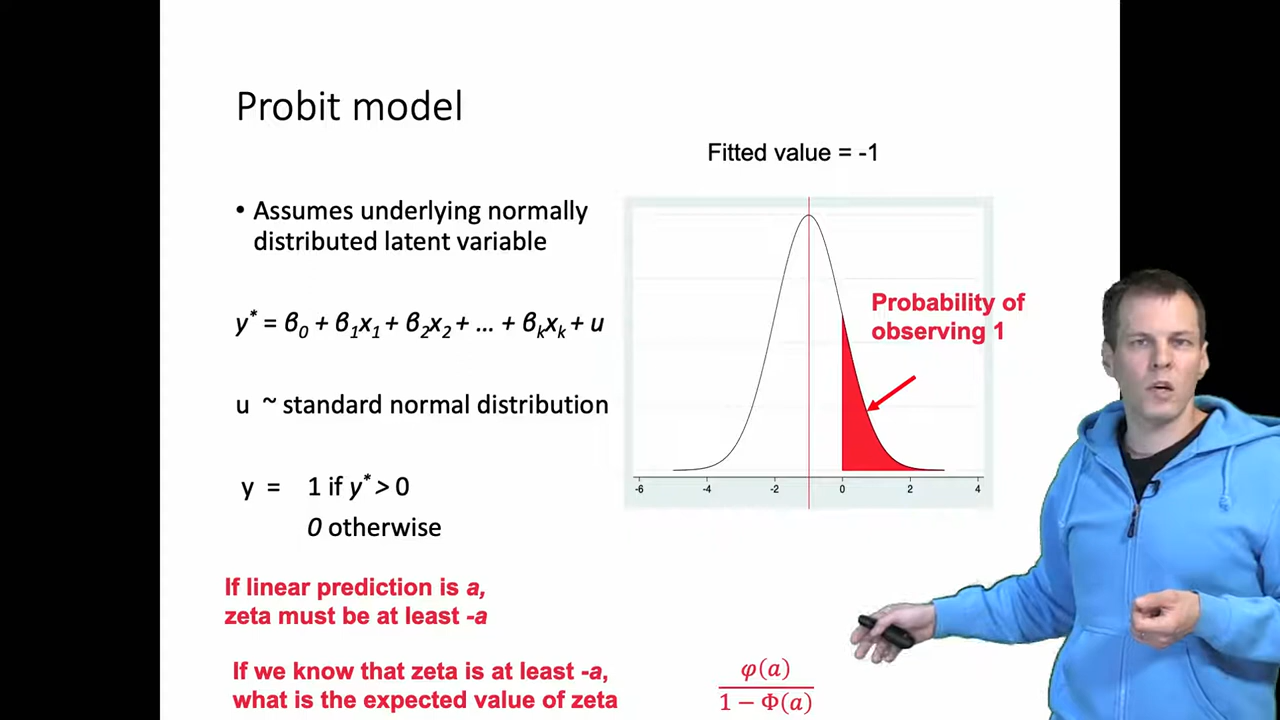 Probit model
Fitted value = -1
• Assumes underlying normally
distributed latent variable
y* = β₀ + β₁x₁ + β₂x₂ + … + βₖxₖ + u
u ~ standard normal distribution
y = 1 if y* > 0
0 otherwise
Probability of
observing 1
-6 -4 -2 0 2 4
If linear prediction is a,
zeta must be at least -a
If we know that zeta is at least -a,
what is the expected value of zeta
φ(a)
1 − Φ(a)